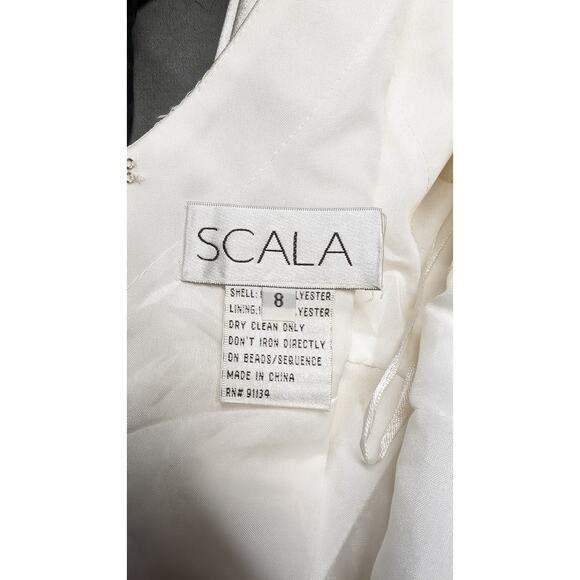 SCALA
8
SHELL: LYESTER
LINING: YESTER
DRY CLEAN ONLY
DON'T IRON DIRECTLY
ON BEADS/SEQUENCE
MADE IN CHINA
RN# 91134